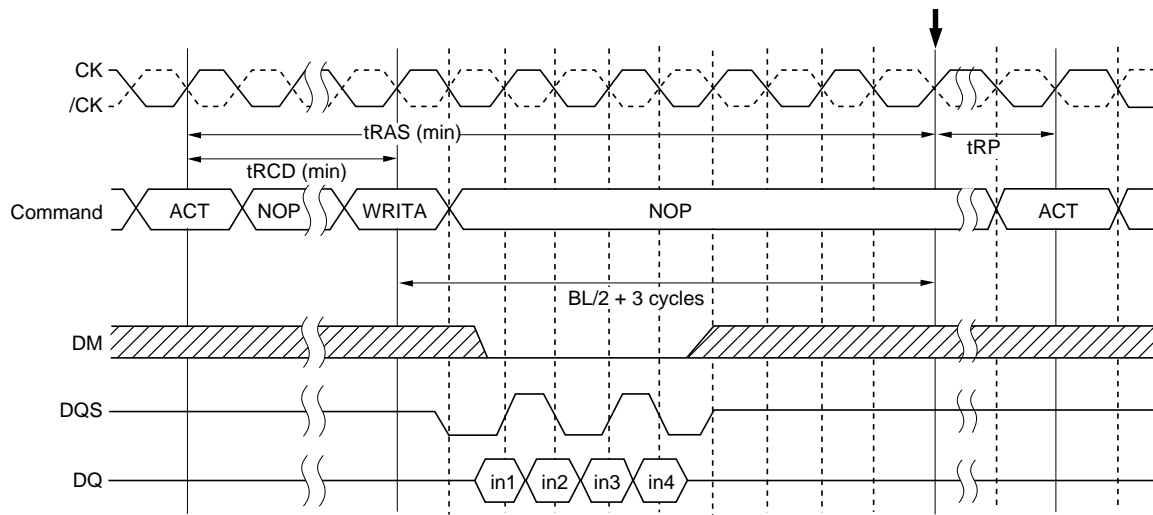 CK
/CK
tRAS (min)
tRP
tRCD (min)
Command ACT NOP WRITA NOP ACT
BL/2 + 3 cycles
DM
DQS
DQ in1 in2 in3 in4